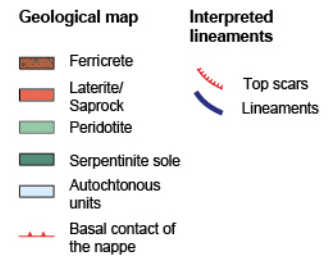 Geological map
Ferricrete
Laterite/
Saprock
Peridotite
Serpentinite sole
Autochtonous
units
Basal contact of
the nappe
Interpreted
lineaments
Top scars
Lineaments